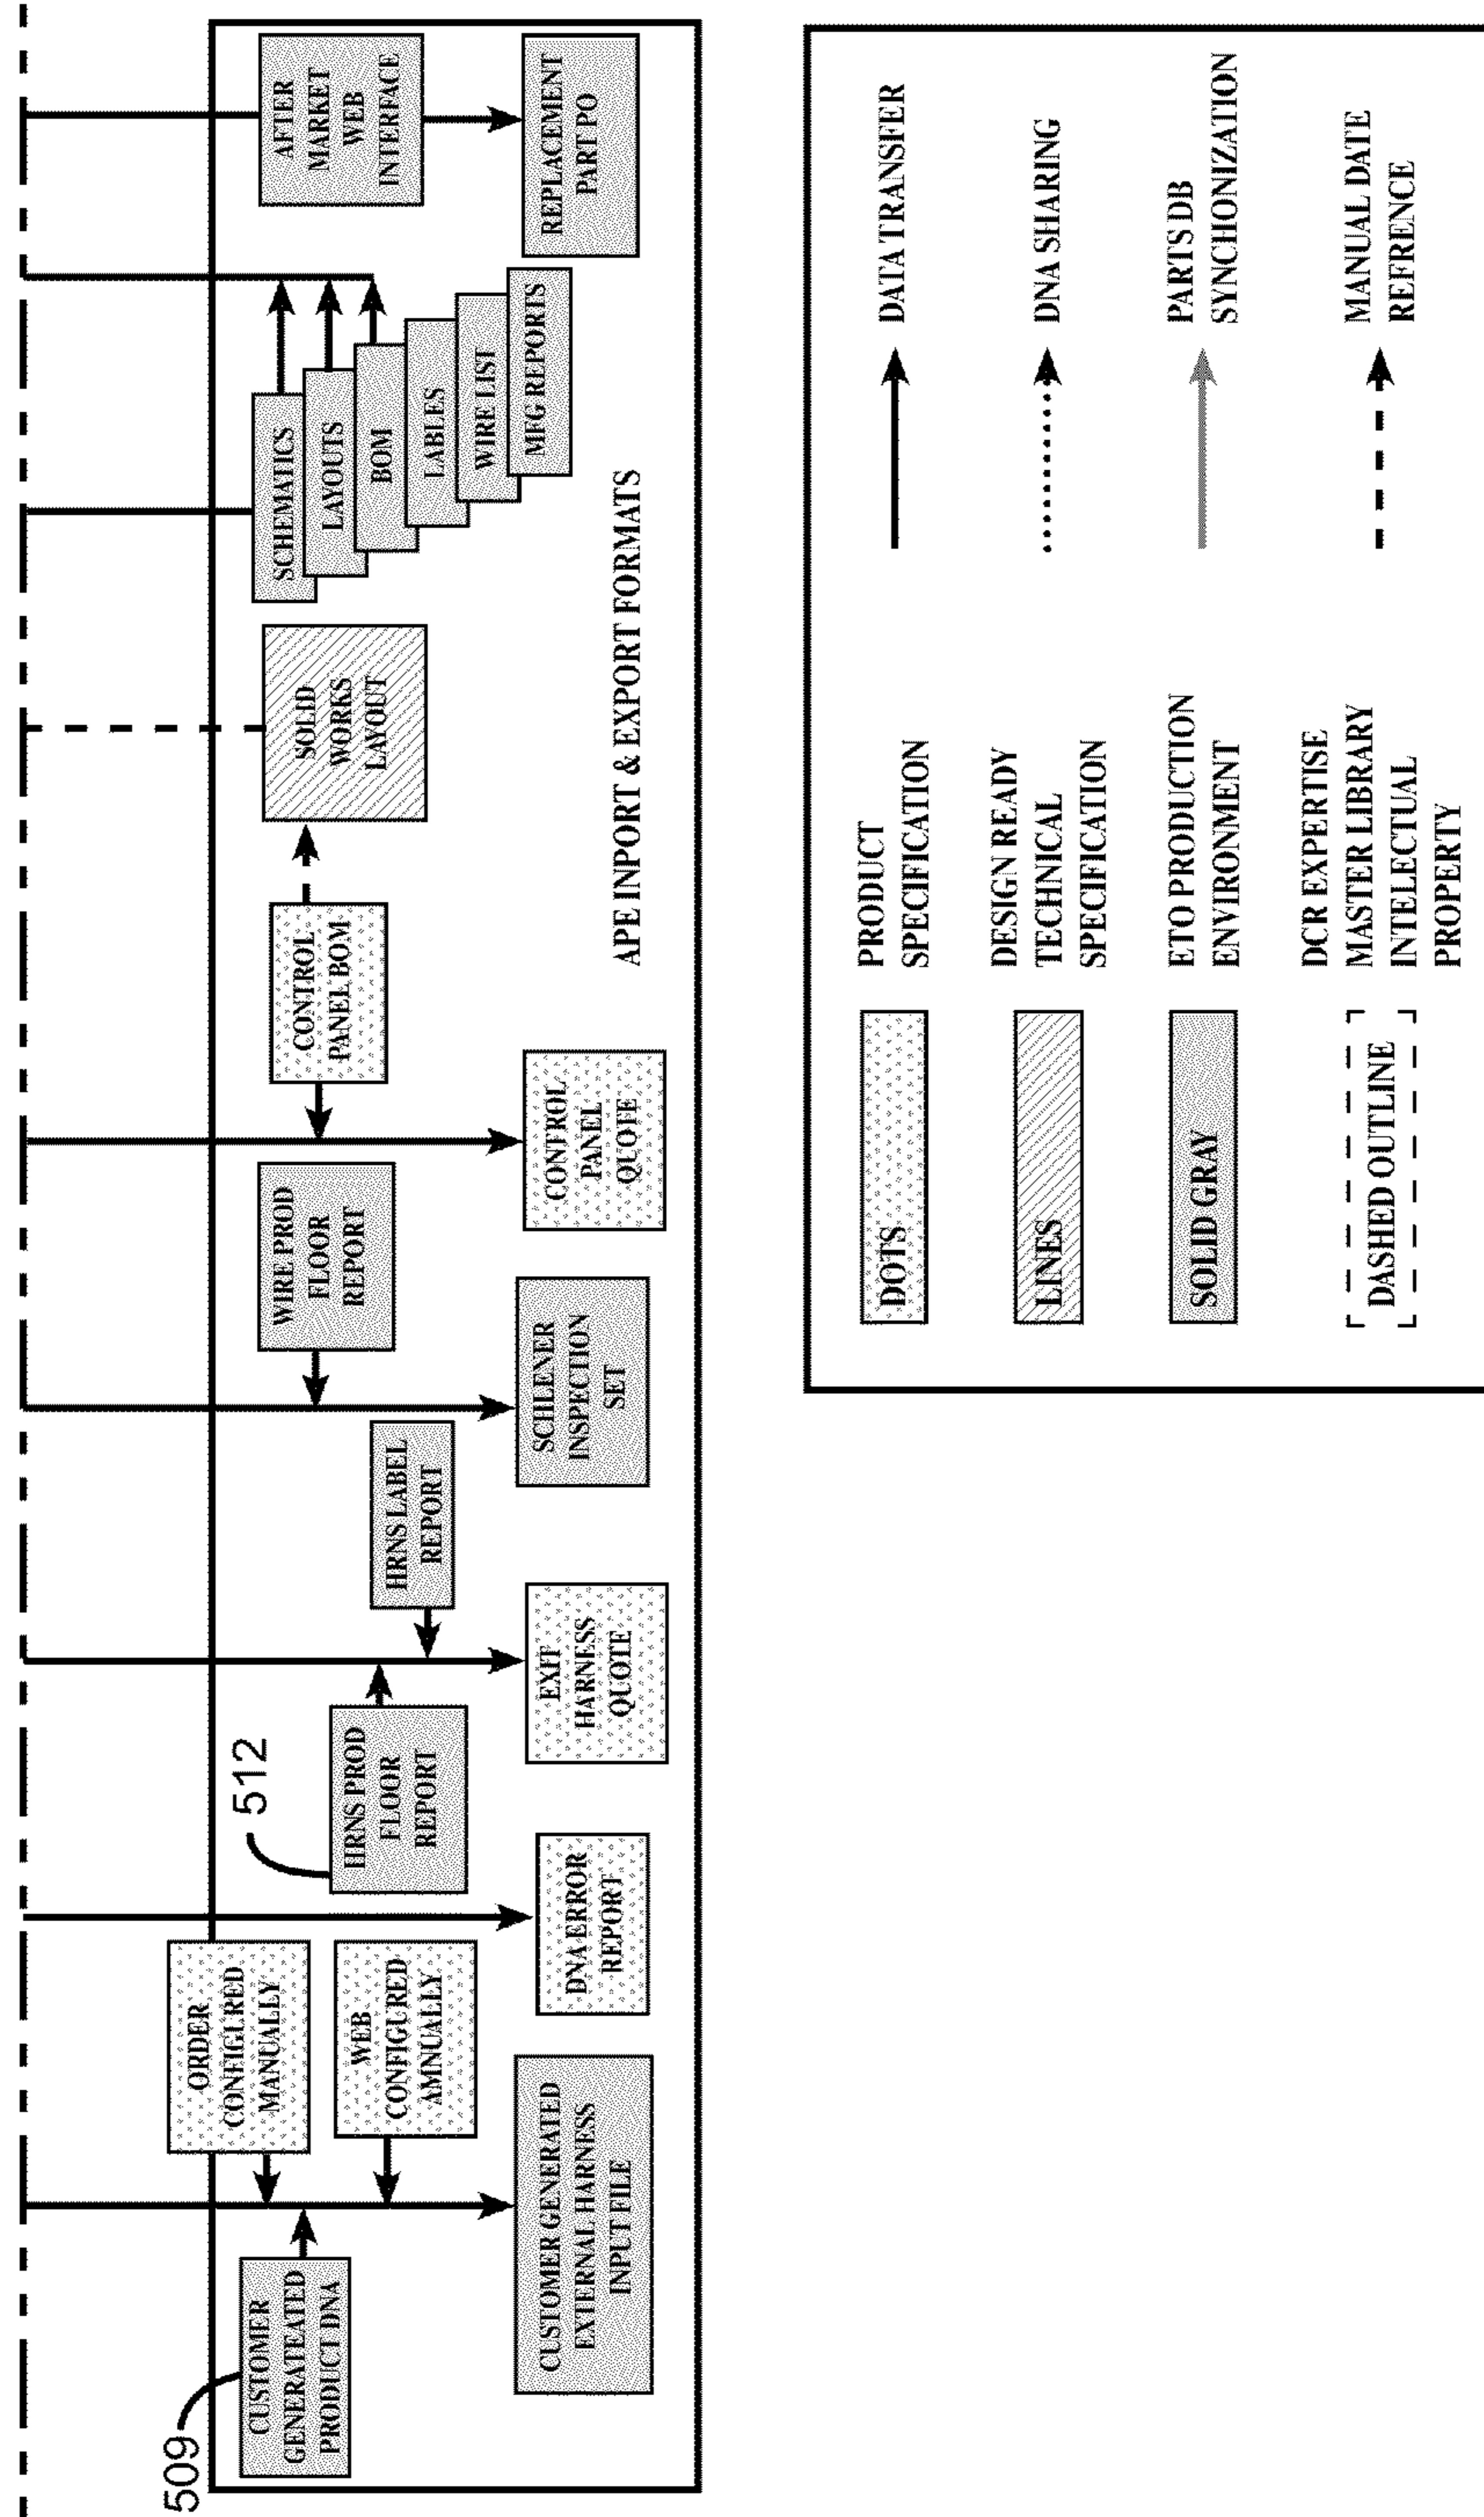 509
CUSTOMER
GENERATEATED
PRODUCT DNA
ORDER
CONFIGURED
MANUALLY
WEB
CONFIGURED
AMNUALLY
CUSTOMER GENERATED
EXTERNAL HARNESS
INPUT FILE
DNA ERROR
REPORT
512
HRNS PROD
FLOOR
REPORT
HRNS LABEL
REPORT
EXIT
HARNESS
QUOTE
WIRE PROD
FLOOR
REPORT
SCHLENER
INSPECTION
SET
CONTROL
PANEL BOM
CONTROL
PANEL
QUOTE
SOLID
WORKS
LAYOUT
SCHEMATICS
LAYOUTS
BOM
LABLES
WIRE LIST
MFG REPORTS
AFTER
MARKET
WEB
INTERFACE
REPLACEMENT
PART PO
APE INPORT & EXPORT FORMATS
DOTS
PRODUCT
SPECIFICATION
LINES
DESIGN READY
TECHNICAL
SPECIFICATION
SOLID GRAY
ETO PRODUCTION
ENVIRONMENT
DASHED OUTLINE
DCR EXPERTISE
MASTER LIBRARY
INTELECTUAL
PROPERTY
DATA TRANSFER
DNA SHARING
PARTS DB
SYNCHONIZATION
MANUAL DATE
REFRENCE